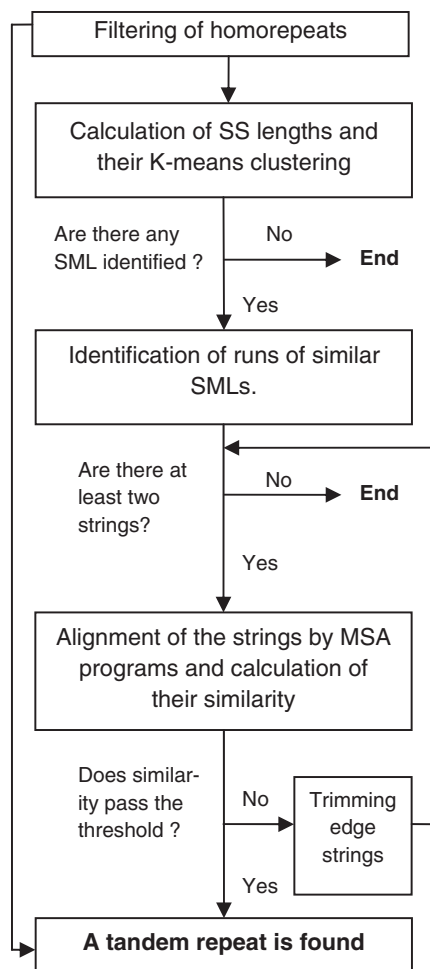 Filtering of homorepeats
Calculation of SS lengths and
their K-means clustering
Are there any
SML identified ?
No
End
Yes
Identification of runs of similar
SMLs.
Are there at
least two
strings?
No
End
Yes
Alignment of the strings by MSA
programs and calculation of
their similarity
Does similar-
ity pass the
threshold ?
No
Trimming
edge
strings
Yes
A tandem repeat is found